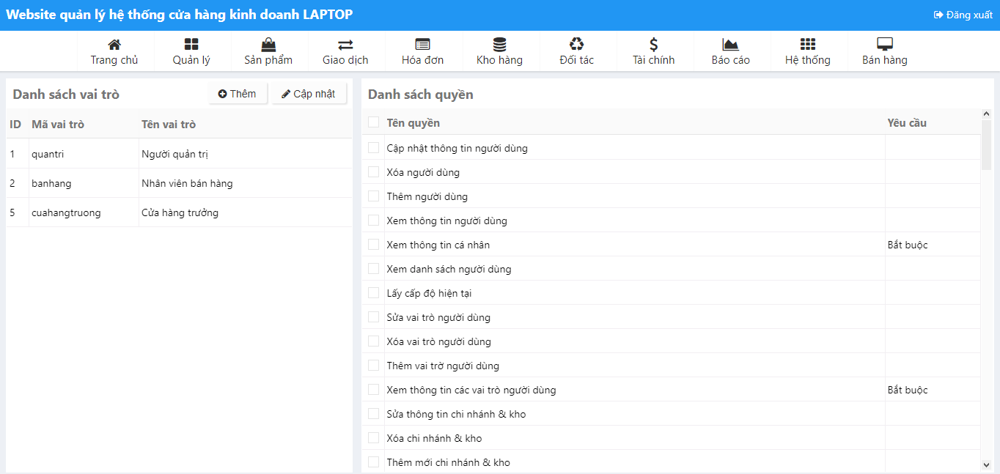 Website quản lý hệ thống cửa hàng kinh doanh LAPTOP
Đăng xuất
Trang chủ
Quản lý
Sản phẩm
Giao dịch
Hóa đơn
Kho hàng
Đối tác
Tài chính
Báo cáo
Hệ thống
Bán hàng
Danh sách vai trò
Thêm
Cập nhật
ID Mã vai trò Tên vai trò
1 quantri Người quản trị
2 banhang Nhân viên bán hàng
5 cuahangtruong Cửa hàng trưởng
Danh sách quyền
Tên quyền Yêu cầu
Cập nhật thông tin người dùng
Xóa người dùng
Thêm người dùng
Xem thông tin người dùng
Xem thông tin cá nhân Bắt buộc
Xem danh sách người dùng
Lấy cấp độ hiện tại
Sửa vai trò người dùng
Xóa vai trò người dùng
Thêm vai trờ người dùng
Xem thông tin các vai trò người dùng Bắt buộc
Sửa thông tin chi nhánh & kho
Xóa chi nhánh & kho
Thêm mới chi nhánh & kho